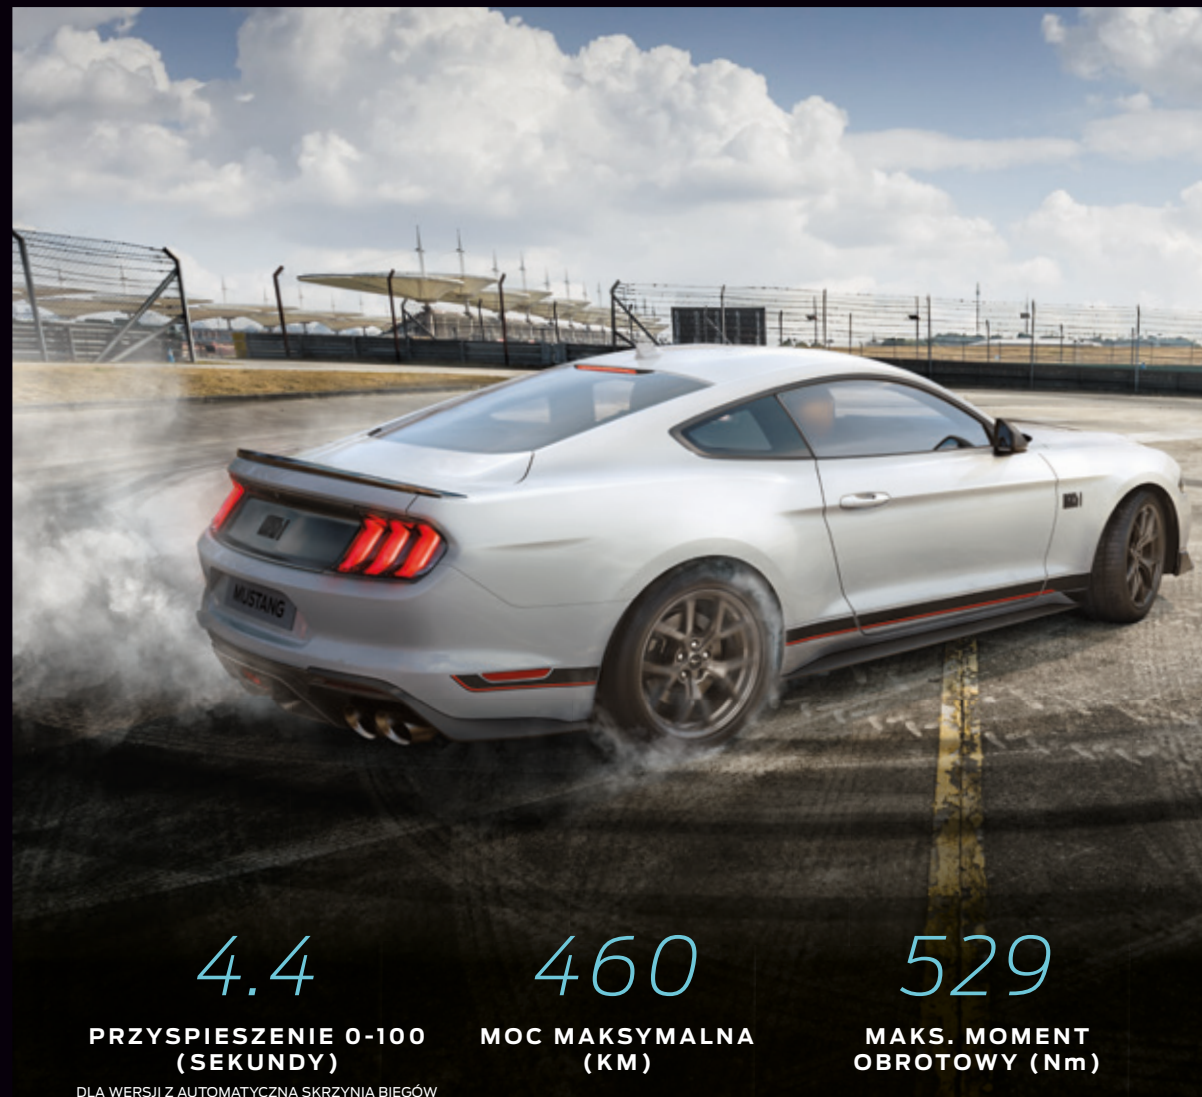 MUSTANG
4.4
PRZYSPIESZENIE 0-100
(SEKUNDY)
DLA WERSJI Z AUTOMATYCZNA SKRZYNIA BIEGÓW
460
MOC MAKSYMALNA
(KM)
529
MAKS. MOMENT
OBROTOWY (Nm)